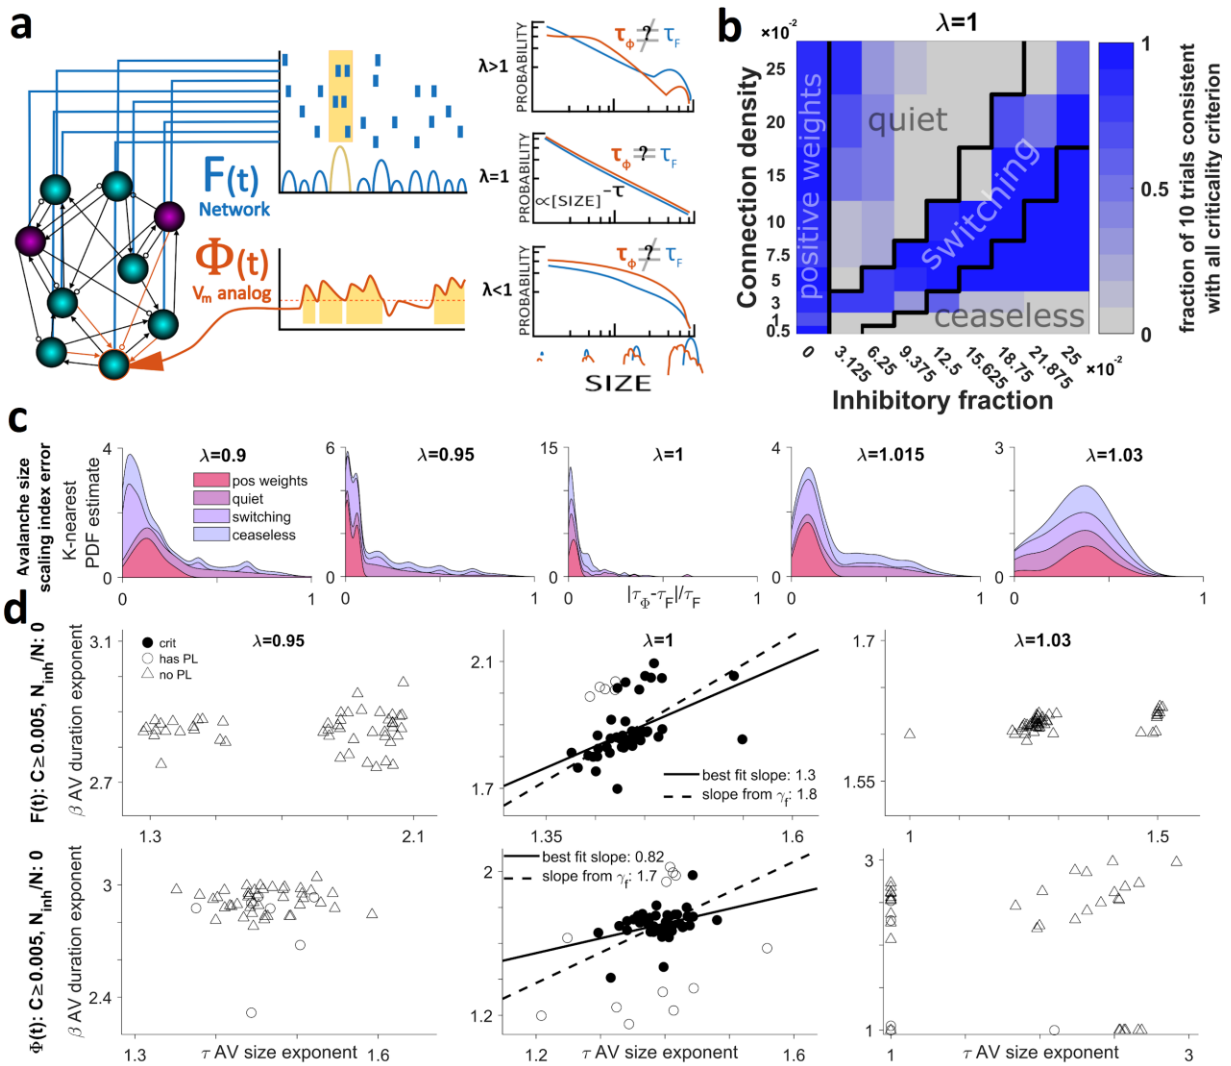 a
F(t)
Network
Φ(t)
Vm analog
λ>1
PROBABILITY
τΦ ≠? τF
λ=1
PROBABILITY
τΦ =? τF
∝[SIZE]^-τ
λ<1
PROBABILITY
τΦ ≠? τF
SIZE
b
λ=1
×10^-2
Connection density
25
20
15
12
10
7
5
3
1
0.5
positive weights
quiet
switching
ceaseless
0
3.125
6.25
9.375
12.5
15.625
18.75
21.875
25
×10^-2
Inhibitory fraction
1
0.5
0
fraction of 10 trials consistent
with all criticality criterion
c
Avalanche size
scaling index error
K-nearest
PDF estimate
λ=0.9
4
0
0
1
pos weights
quiet
switching
ceaseless
λ=0.95
6
0
0
1
λ=1
15
0
0
|τΦ-τF|/τF
1
λ=1.015
4
0
0
1
λ=1.03
3
0
0
1
d
F(t): C≥0.005, Ninh/N: 0
β AV duration exponent
λ=0.95
3.1
2.7
1.3
2.1
crit
has PL
no PL
λ=1
2.1
1.7
1.35
1.6
best fit slope: 1.3
slope from γf: 1.8
λ=1.03
1.7
1.55
1
1.5
Φ(t): C≥0.005, Ninh/N: 0
β AV duration exponent
3
2.4
1.3
τ AV size exponent
1.6
2
1.2
best fit slope: 0.82
slope from γf: 1.7
1.2
τ AV size exponent
1.6
3
1
1
τ AV size exponent
3